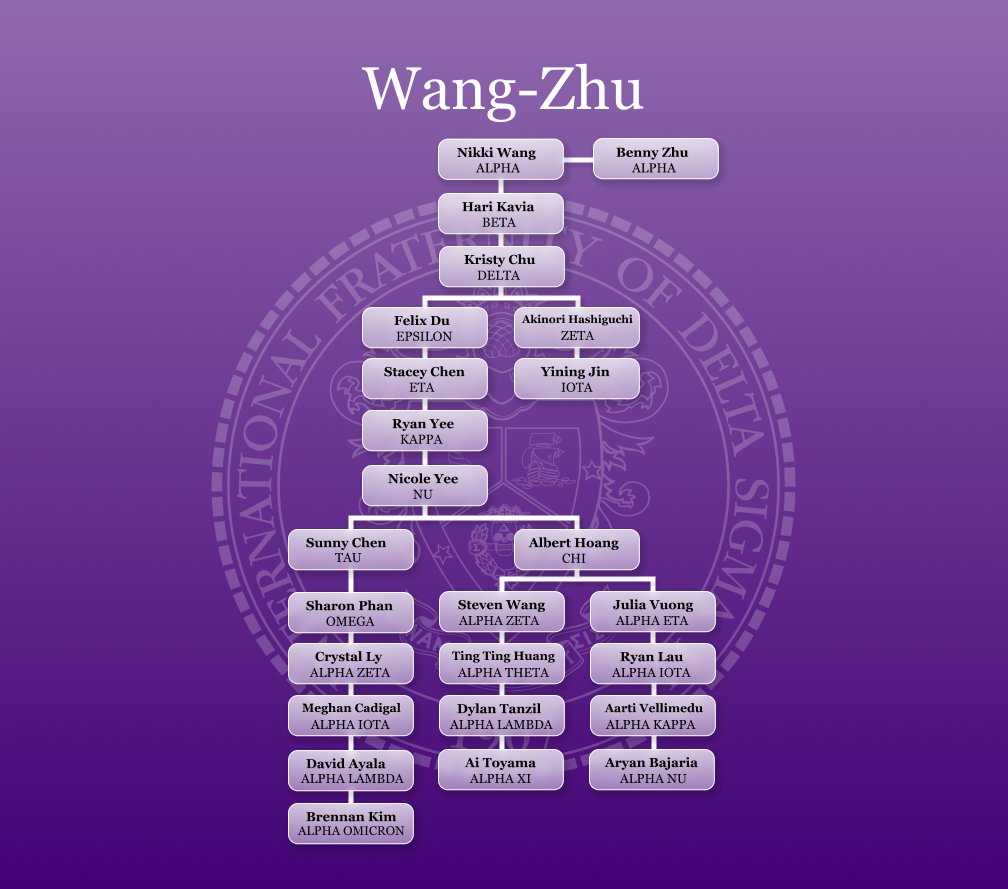 Wang-Zhu
Nikki Wang
ALPHA
Benny Zhu
ALPHA
Hari Kavia
BETA
Kristy Chu
DELTA
Felix Du
EPSILON
Akinori Hashiguchi
ZETA
Stacey Chen
ETA
Yining Jin
IOTA
Ryan Yee
KAPPA
Nicole Yee
NU
Sunny Chen
TAU
Albert Hoang
CHI
Sharon Phan
OMEGA
Steven Wang
ALPHA ZETA
Julia Vuong
ALPHA ETA
Crystal Ly
ALPHA ZETA
Ting Ting Huang
ALPHA THETA
Ryan Lau
ALPHA IOTA
Meghan Cadigal
ALPHA IOTA
Dylan Tanzil
ALPHA LAMBDA
Aarti Vellimedu
ALPHA KAPPA
David Ayala
ALPHA LAMBDA
Ai Toyama
ALPHA XI
Aryan Bajaria
ALPHA NU
Brennan Kim
ALPHA OMICRON
FRATERNITY OF DELTA